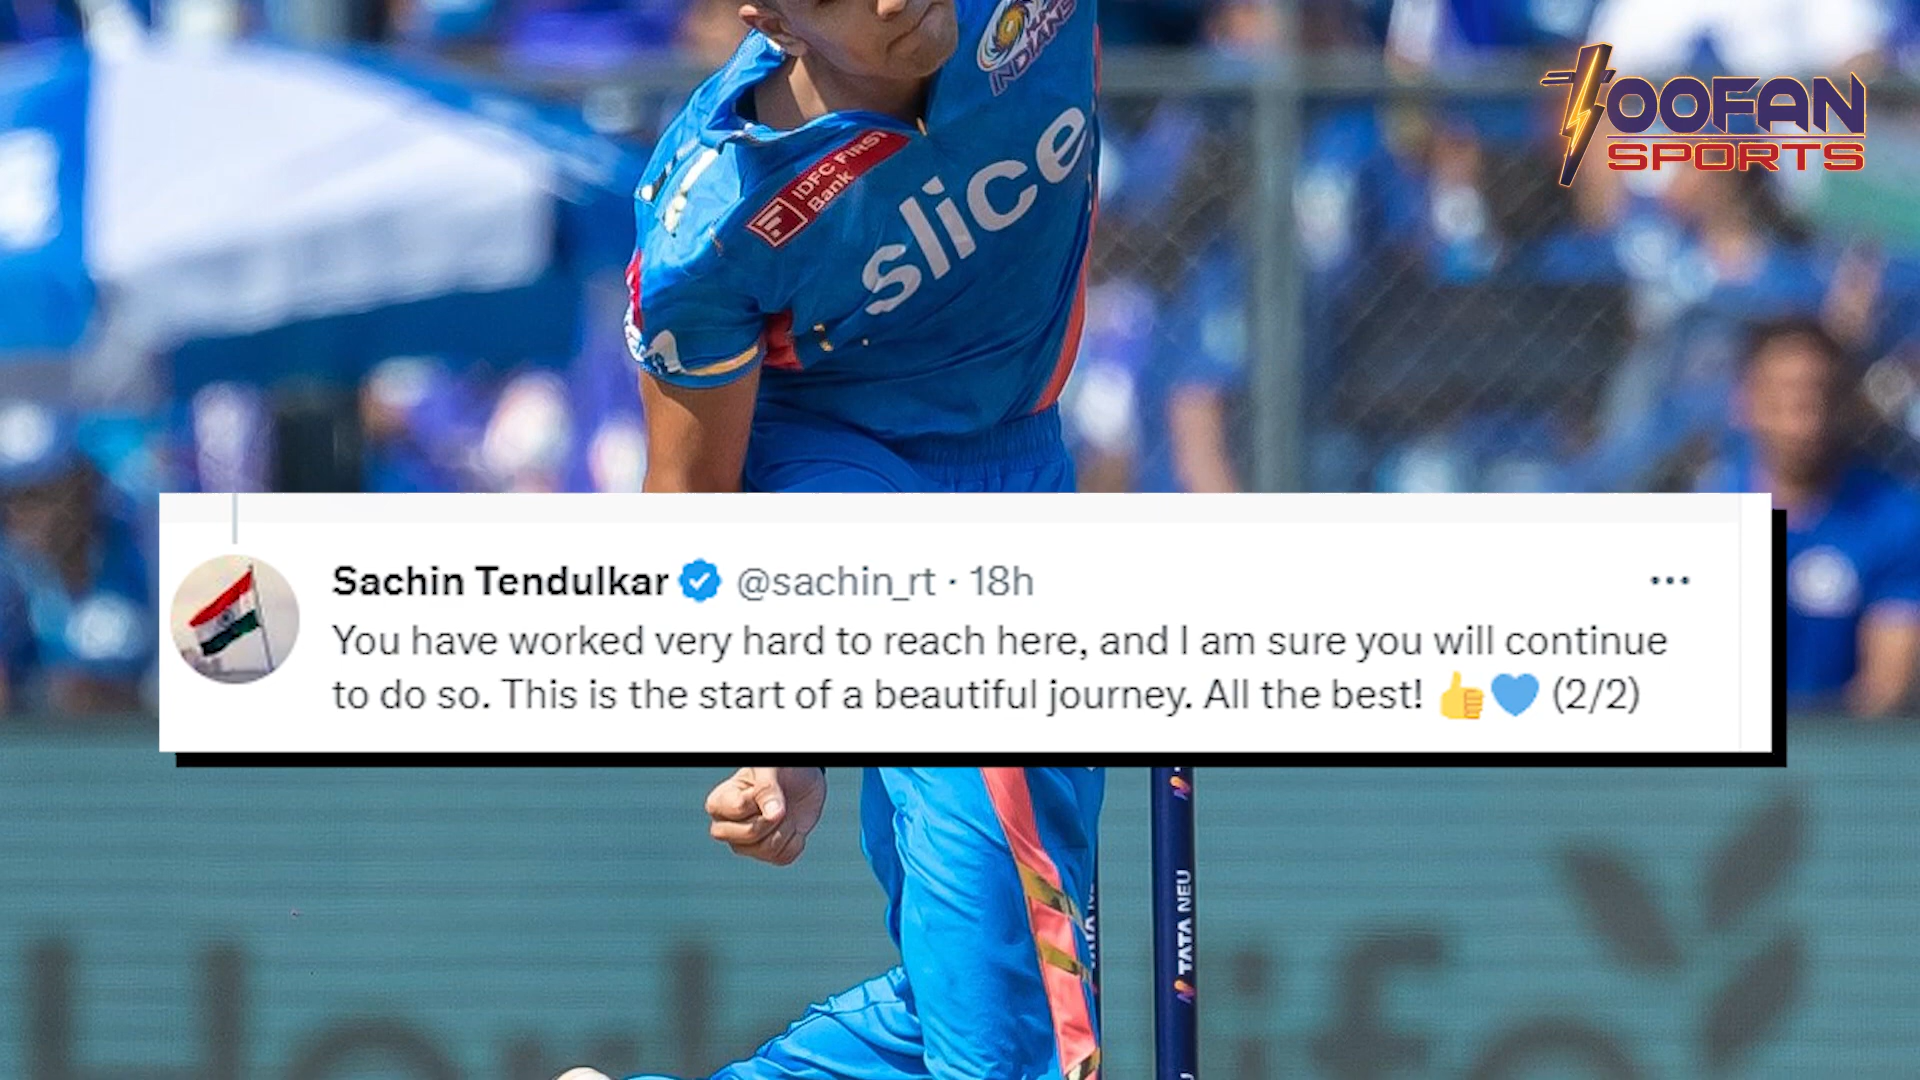 INDIANS
TOOFAN
SPORTS
IDFC FIRST
Bank
slice
Sachin Tendulkar @sachin_rt · 18h
You have worked very hard to reach here, and I am sure you will continue
to do so. This is the start of a beautiful journey. All the best! 👍💙 (2/2)
TATA NEU